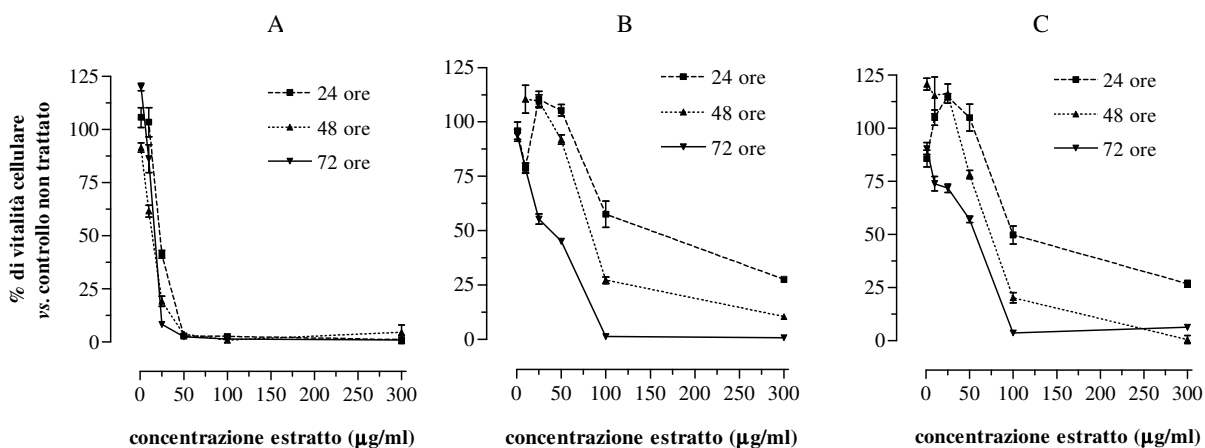 A
B
C
% di vitalità cellulare
vs. controllo non trattato
125
100
75
50
25
0
24 ore
48 ore
72 ore
0 50 100 150 200 250 300
concentrazione estratto (µg/ml)
125
100
75
50
25
0
24 ore
48 ore
72 ore
0 50 100 150 200 250 300
concentrazione estratto (µg/ml)
125
100
75
50
25
0
24 ore
48 ore
72 ore
0 50 100 150 200 250 300
concentrazione estratto (µg/ml)